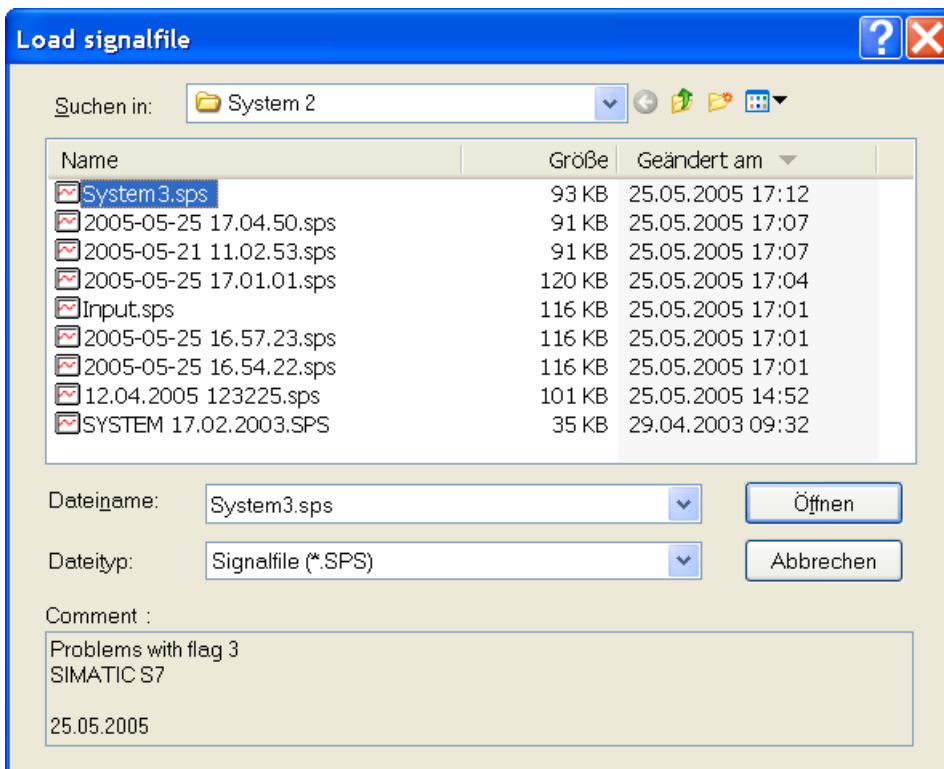 Load signalfile
Suchen in: System 2
Name Größe Geändert am
System3.sps 93 KB 25.05.2005 17:12
2005-05-25 17.04.50.sps 91 KB 25.05.2005 17:07
2005-05-21 11.02.53.sps 91 KB 25.05.2005 17:07
2005-05-25 17.01.01.sps 120 KB 25.05.2005 17:04
Input.sps 116 KB 25.05.2005 17:01
2005-05-25 16.57.23.sps 116 KB 25.05.2005 17:01
2005-05-25 16.54.22.sps 116 KB 25.05.2005 17:01
12.04.2005 123225.sps 101 KB 25.05.2005 14:52
SYSTEM 17.02.2003.SPS 35 KB 29.04.2003 09:32
Dateiname: System3.sps Öffnen
Dateityp: Signalfile (*.SPS) Abbrechen
Comment :
Problems with flag 3
SIMATIC S7
25.05.2005